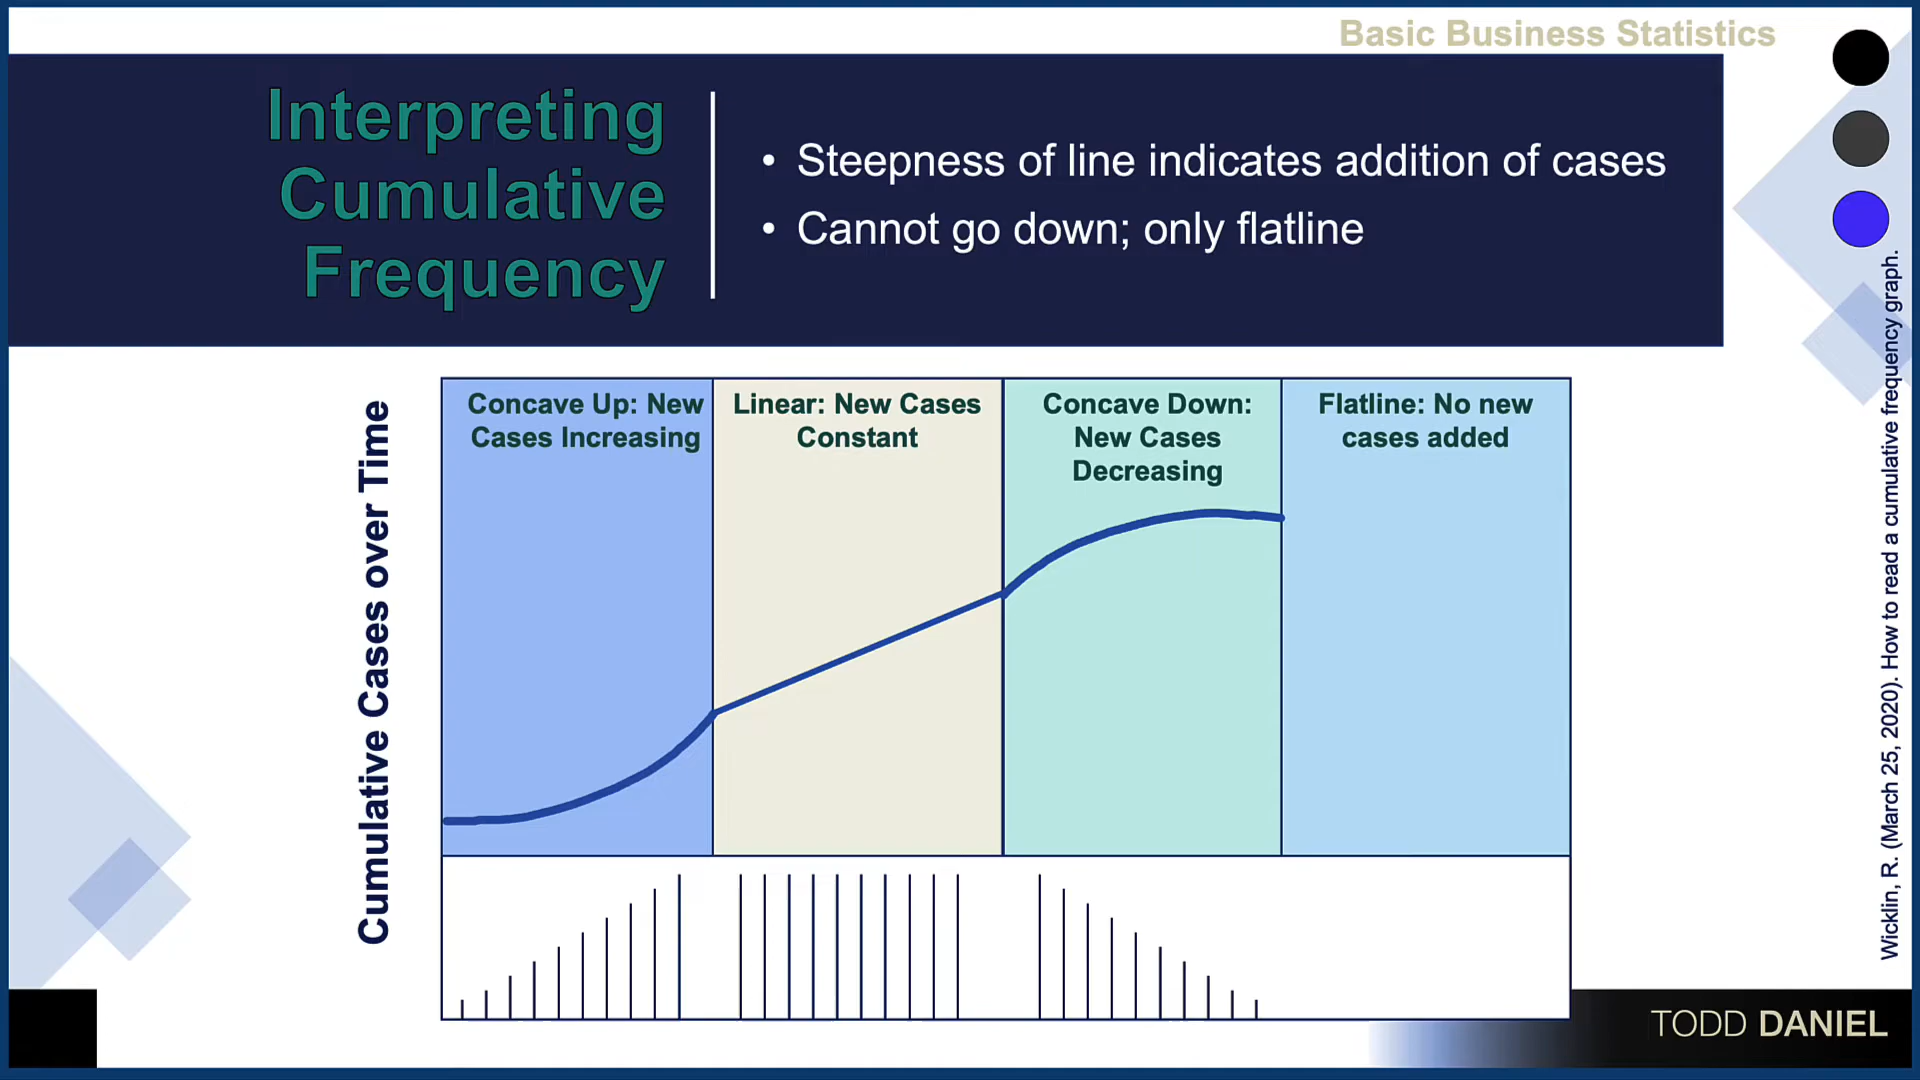 Basic Business Statistics
Interpreting
Cumulative
Frequency
• Steepness of line indicates addition of cases
• Cannot go down; only flatline
Cumulative Cases over Time
Concave Up: New
Cases Increasing
Linear: New Cases
Constant
Concave Down:
New Cases
Decreasing
Flatline: No new
cases added
Wicklin, R. (March 25, 2020). How to read a cumulative frequency graph.
TODD DANIEL